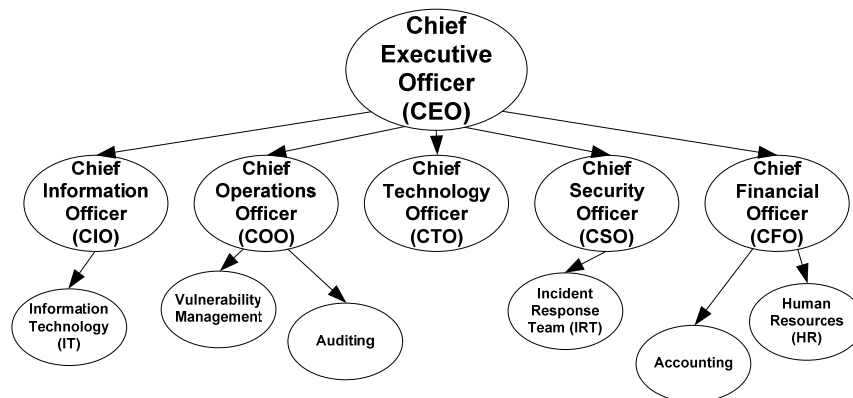 Chief
Executive
Officer
(CEO)
Chief
Information
Officer
(CIO)
Chief
Operations
Officer
(COO)
Chief
Technology
Officer
(CTO)
Chief
Security
Officer
(CSO)
Chief
Financial
Officer
(CFO)
Information
Technology
(IT)
Vulnerability
Management
Auditing
Incident
Response
Team (IRT)
Accounting
Human
Resources
(HR)